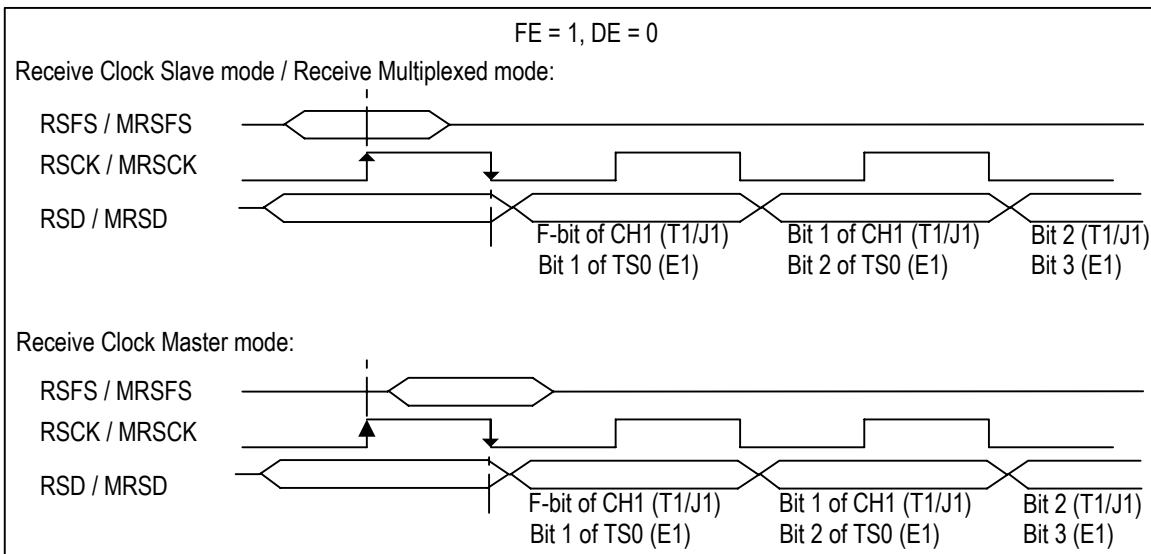 FE = 1, DE = 0
Receive Clock Slave mode / Receive Multiplexed mode:
RSFS / MRSFS
RSCK / MRSCK
RSD / MRSD
F-bit of CH1 (T1/J1)
Bit 1 of TS0 (E1)
Bit 1 of CH1 (T1/J1)
Bit 2 of TS0 (E1)
Bit 2 (T1/J1)
Bit 3 (E1)
Receive Clock Master mode:
RSFS / MRSFS
RSCK / MRSCK
RSD / MRSD
F-bit of CH1 (T1/J1)
Bit 1 of TS0 (E1)
Bit 1 of CH1 (T1/J1)
Bit 2 of TS0 (E1)
Bit 2 (T1/J1)
Bit 3 (E1)